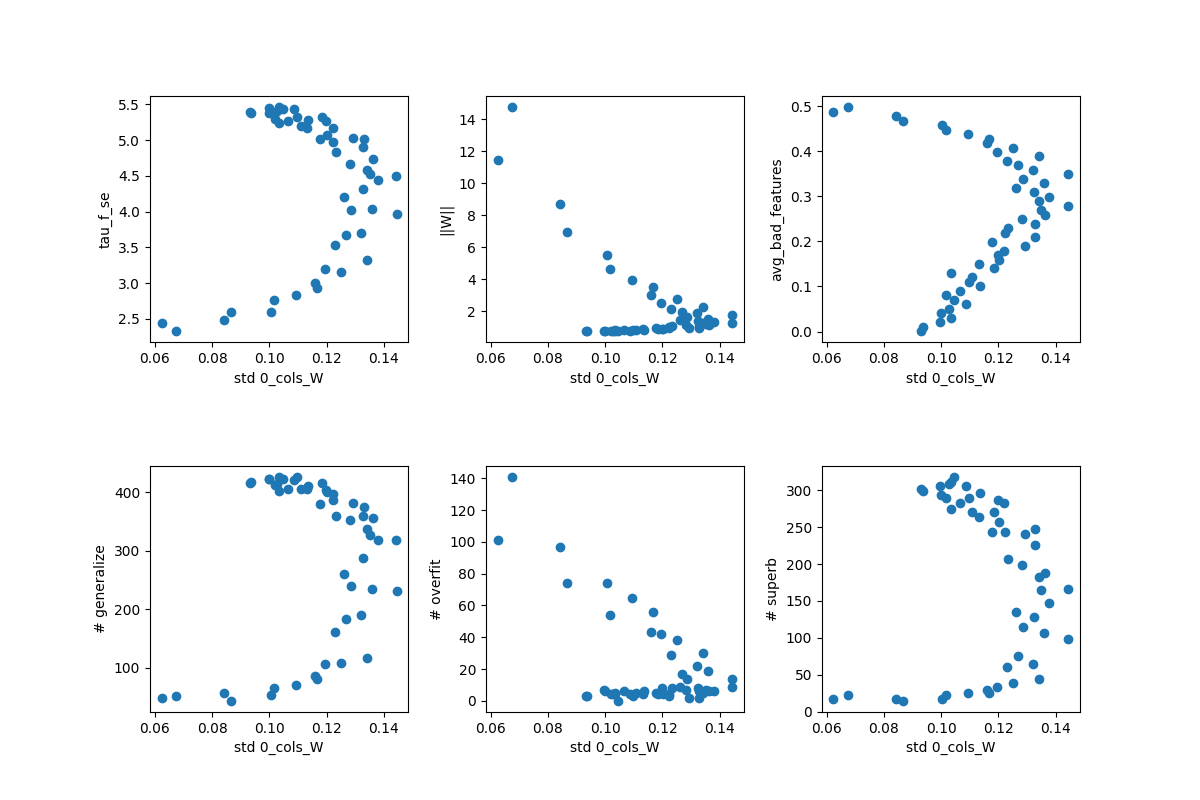 5.5
5.0
4.5
4.0
3.5
3.0
2.5
tau_f_se
0.06 0.08 0.10 0.12 0.14
std 0_cols_W
14
12
10
8
6
4
2
||W||
0.06 0.08 0.10 0.12 0.14
std 0_cols_W
0.5
0.4
0.3
0.2
0.1
0.0
avg_bad_features
0.06 0.08 0.10 0.12 0.14
std 0_cols_W
400
300
200
100
# generalize
0.06 0.08 0.10 0.12 0.14
std 0_cols_W
140
120
100
80
60
40
20
0
# overfit
0.06 0.08 0.10 0.12 0.14
std 0_cols_W
300
250
200
150
100
50
0
# superb
0.06 0.08 0.10 0.12 0.14
std 0_cols_W